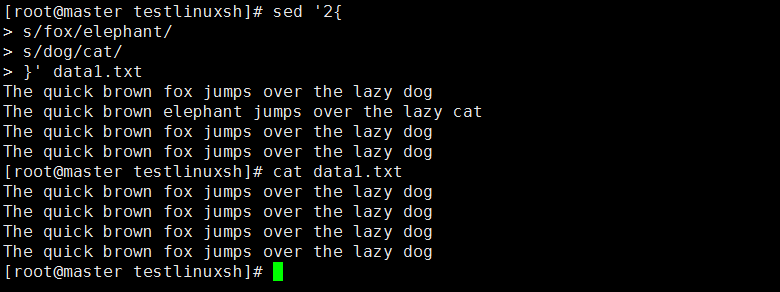 [root@master testlinuxsh]# sed '2{
> s/fox/elephant/
> s/dog/cat/
> }' data1.txt
The quick brown fox jumps over the lazy dog
The quick brown elephant jumps over the lazy cat
The quick brown fox jumps over the lazy dog
The quick brown fox jumps over the lazy dog
[root@master testlinuxsh]# cat data1.txt
The quick brown fox jumps over the lazy dog
The quick brown fox jumps over the lazy dog
The quick brown fox jumps over the lazy dog
The quick brown fox jumps over the lazy dog
[root@master testlinuxsh]#